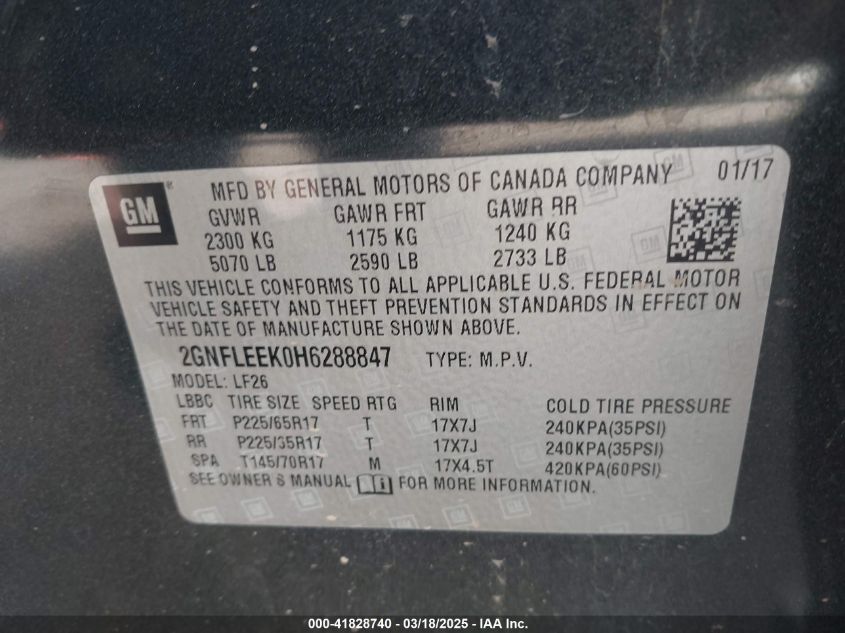 GM
MFD BY GENERAL MOTORS OF CANADA COMPANY 01/17
GVWR GAWR FRT GAWR RR
2300 KG 1175 KG 1240 KG
5070 LB 2590 LB 2733 LB
THIS VEHICLE CONFORMS TO ALL APPLICABLE U.S. FEDERAL MOTOR
VEHICLE SAFETY AND THEFT PREVENTION STANDARDS IN EFFECT ON
THE DATE OF MANUFACTURE SHOWN ABOVE.
2GNFLEEK0H6288847 TYPE: M.P.V.
MODEL: LF26
LBBC TIRE SIZE SPEED RTG RIM COLD TIRE PRESSURE
FRT P225/65R17 T 17X7J 240KPA(35PSI)
RR P225/35R17 T 17X7J 240KPA(35PSI)
SPA T145/70R17 M 17X4.5T 420KPA(60PSI)
SEE OWNER S MANUAL FOR MORE INFORMATION.
000-41828740 - 03/18/2025 - IAA Inc.